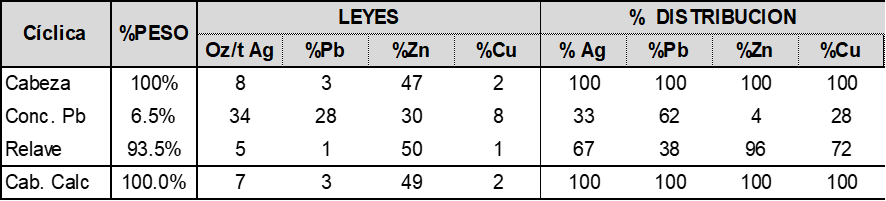 Cíclica %PESO LEYES % DISTRIBUCION
Oz/t Ag %Pb %Zn %Cu % Ag %Pb %Zn %Cu
Cabeza 100% 8 3 47 2 100 100 100 100
Conc. Pb 6.5% 34 28 30 8 33 62 4 28
Relave 93.5% 5 1 50 1 67 38 96 72
Cab. Calc 100.0% 7 3 49 2 100 100 100 100